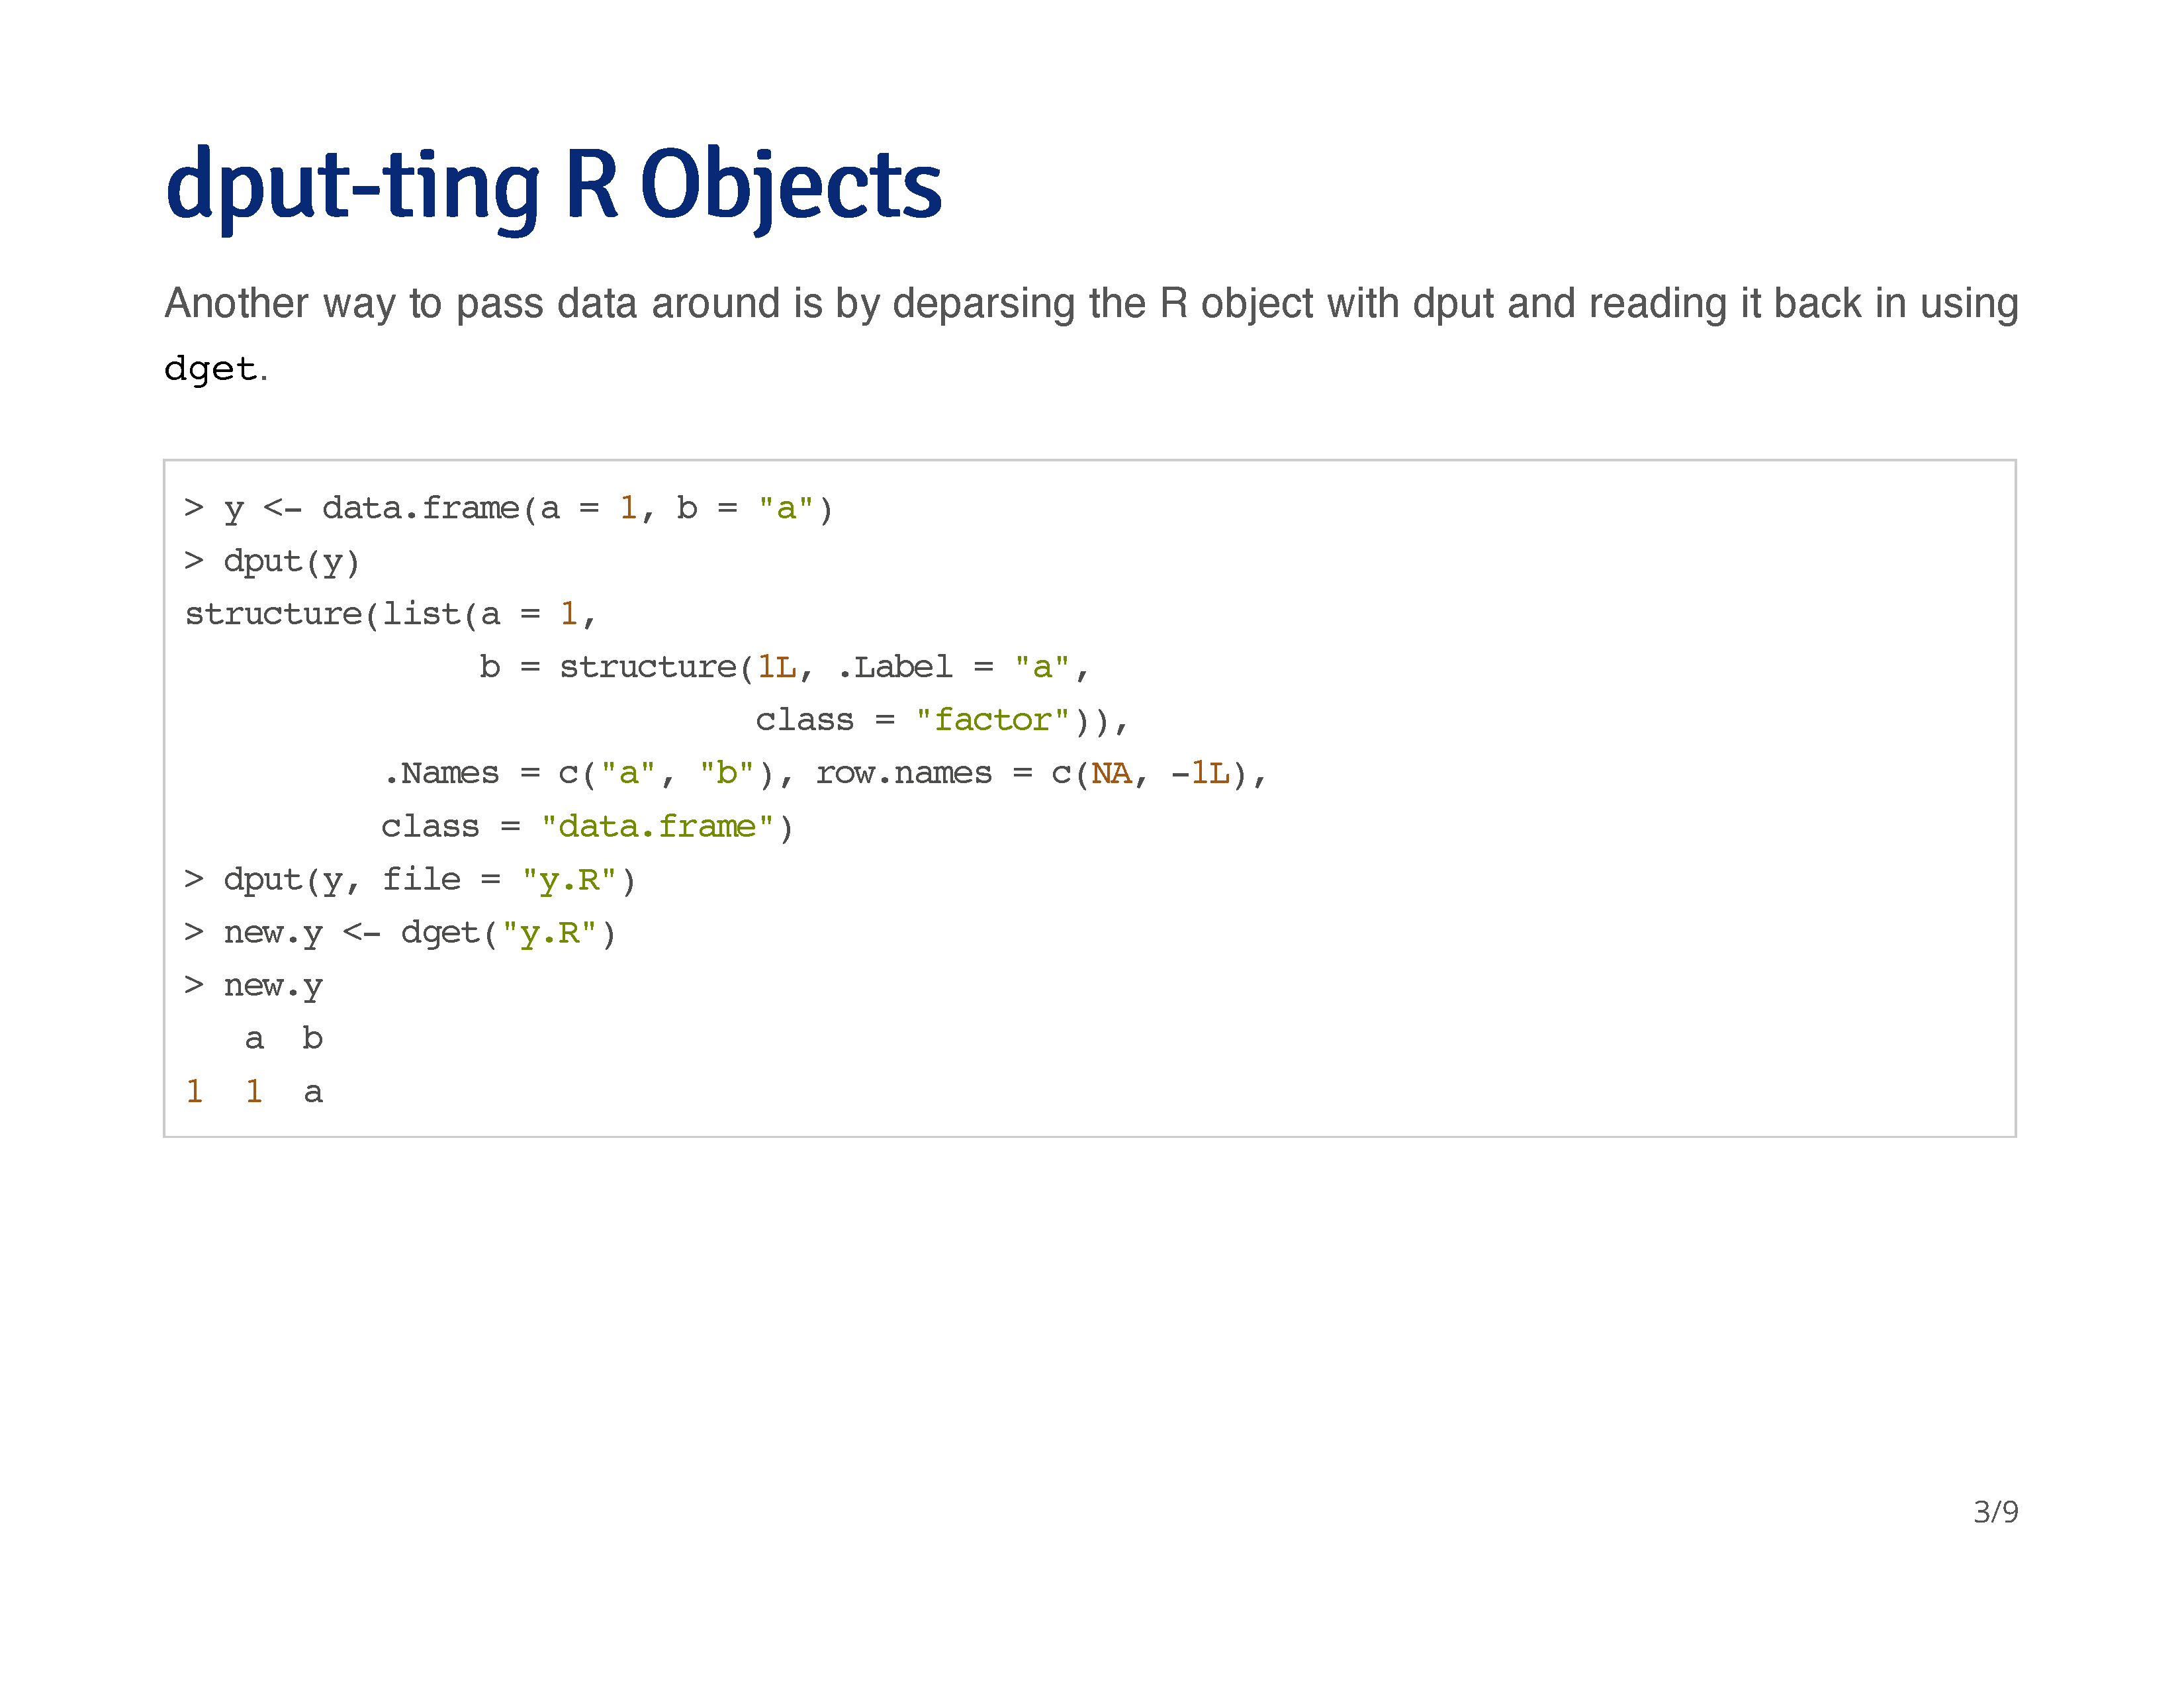 dput-ting R Objects
Another way to pass data around is by deparsing the R object with dput and reading it back in using
dget.
> y <- data.frame(a = 1, b = "a")
> dput(y)
structure(list(a = 1,
               b = structure(1L, .Label = "a",
                             class = "factor")),
          .Names = c("a", "b"), row.names = c(NA, -1L),
          class = "data.frame")
> dput(y, file = "y.R")
> new.y <- dget("y.R")
> new.y
   a  b
1  1  a
3/9